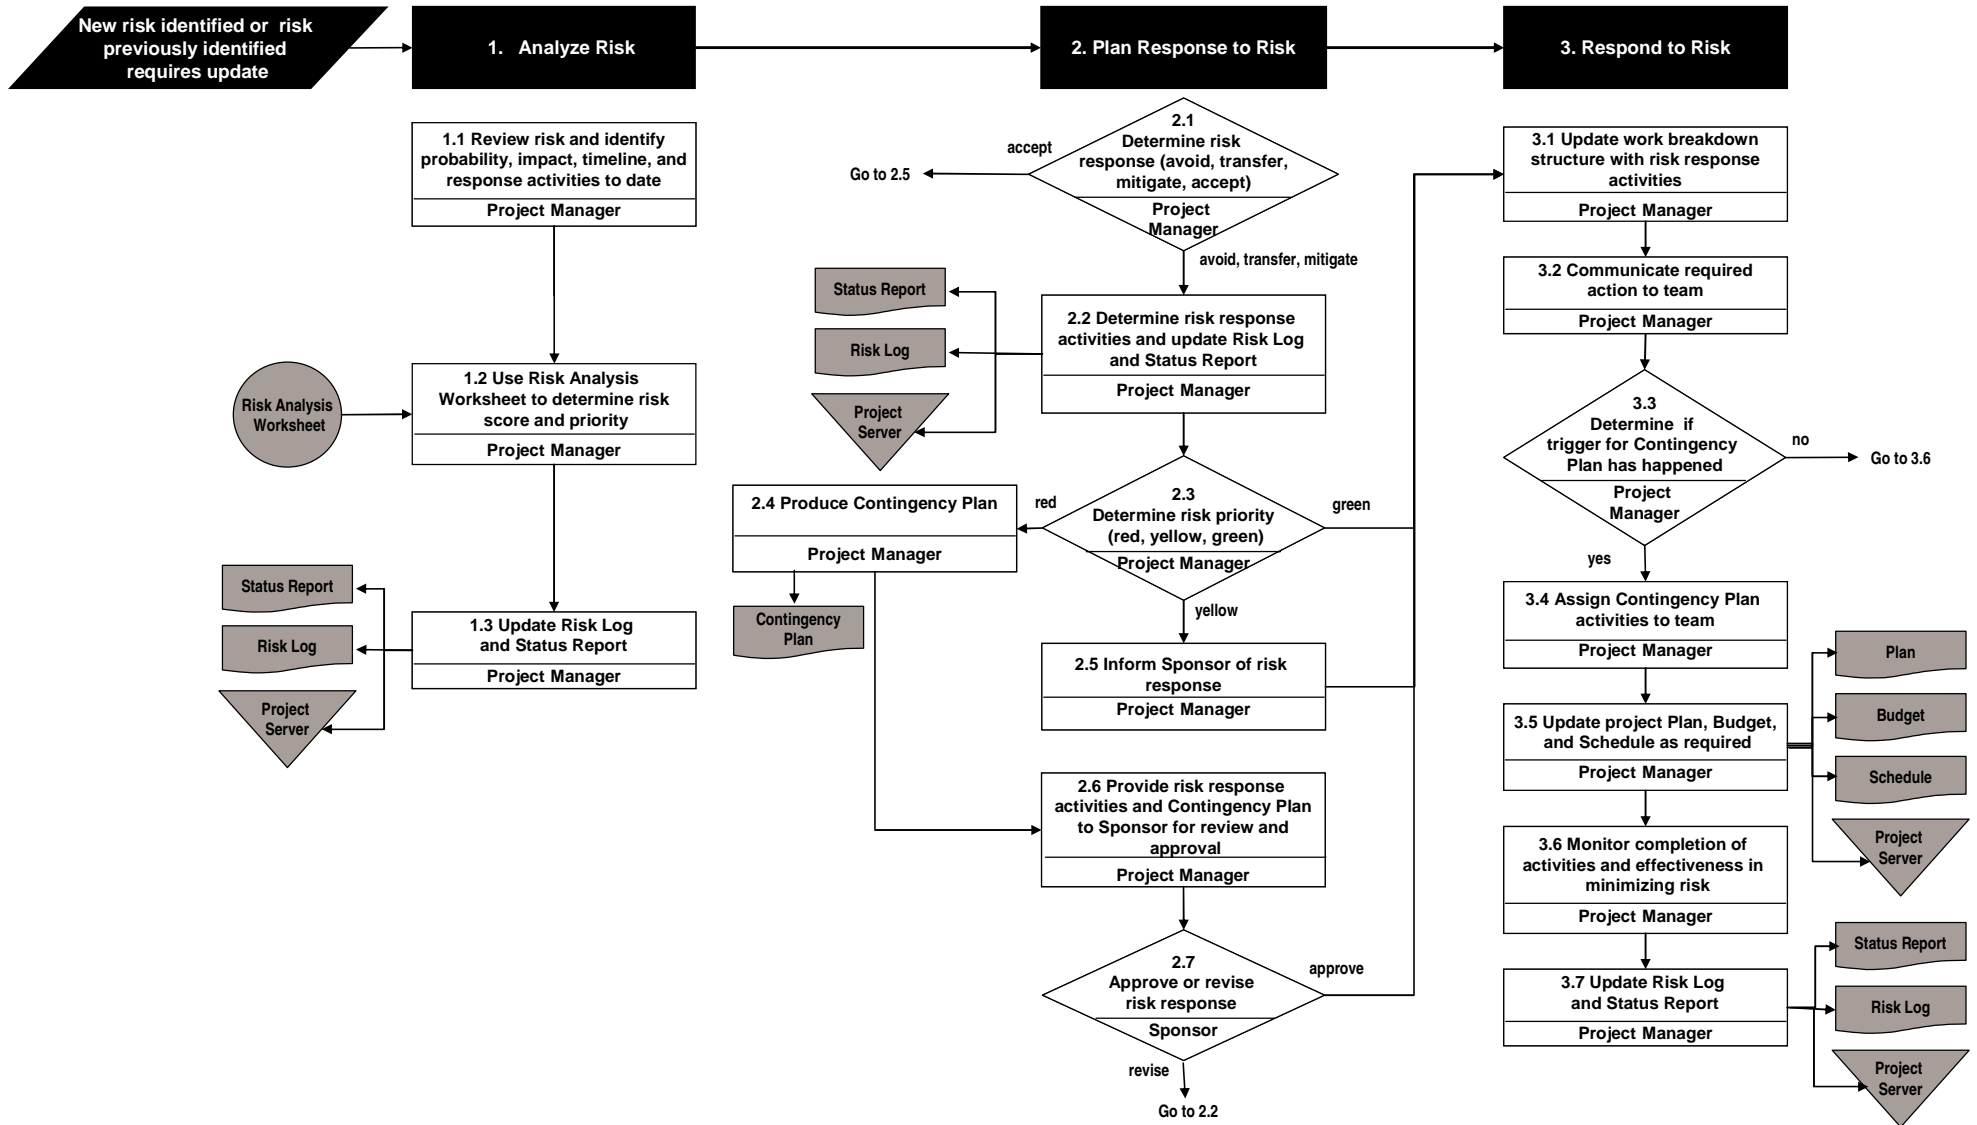 New risk identified or risk
previously identified
requires update
1. Analyze Risk
2. Plan Response to Risk
3. Respond to Risk
1.1 Review risk and identify
probability, impact, timeline, and
response activities to date
Project Manager
Risk Analysis
Worksheet
1.2 Use Risk Analysis
Worksheet to determine risk
score and priority
Project Manager
Status Report
Risk Log
Project
Server
1.3 Update Risk Log
and Status Report
Project Manager
2.1
Determine risk
response (avoid, transfer,
mitigate, accept)
Project
Manager
accept
Go to 2.5
avoid, transfer, mitigate
Status Report
Risk Log
Project
Server
2.2 Determine risk response
activities and update Risk Log
and Status Report
Project Manager
2.3
Determine risk priority
(red, yellow, green)
Project Manager
red
green
yellow
2.4 Produce Contingency Plan
Project Manager
Contingency
Plan
2.5 Inform Sponsor of risk
response
Project Manager
2.6 Provide risk response
activities and Contingency Plan
to Sponsor for review and
approval
Project Manager
2.7
Approve or revise
risk response
Sponsor
approve
revise
Go to 2.2
3.1 Update work breakdown
structure with risk response
activities
Project Manager
3.2 Communicate required
action to team
Project Manager
3.3
Determine if
trigger for Contingency
Plan has happened
Project
Manager
no
Go to 3.6
yes
3.4 Assign Contingency Plan
activities to team
Project Manager
3.5 Update project Plan, Budget,
and Schedule as required
Project Manager
Plan
Budget
Schedule
Project
Server
3.6 Monitor completion of
activities and effectiveness in
minimizing risk
Project Manager
3.7 Update Risk Log
and Status Report
Project Manager
Status Report
Risk Log
Project
Server